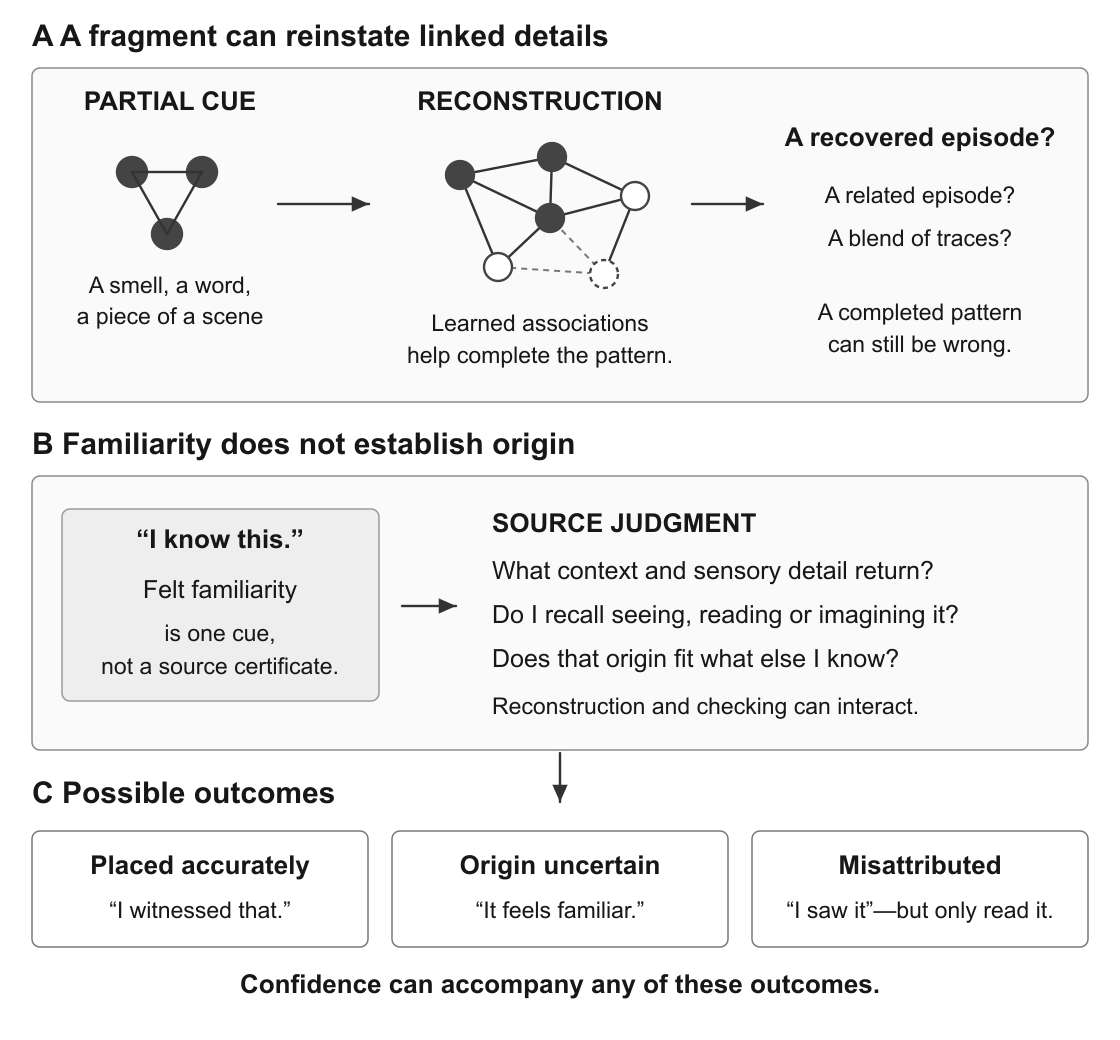 A A fragment can reinstate linked details
PARTIAL CUE
A smell, a word,
a piece of a scene
RECONSTRUCTION
Learned associations
help complete the pattern.
A recovered episode?
A related episode?
A blend of traces?
A completed pattern
can still be wrong.
B Familiarity does not establish origin
“I know this.”
Felt familiarity
is one cue,
not a source certificate.
SOURCE JUDGMENT
What context and sensory detail return?
Do I recall seeing, reading or imagining it?
Does that origin fit what else I know?
Reconstruction and checking can interact.
C Possible outcomes
Placed accurately
“I witnessed that.”
Origin uncertain
“It feels familiar.”
Misattributed
“I saw it”—but only read it.
Confidence can accompany any of these outcomes.